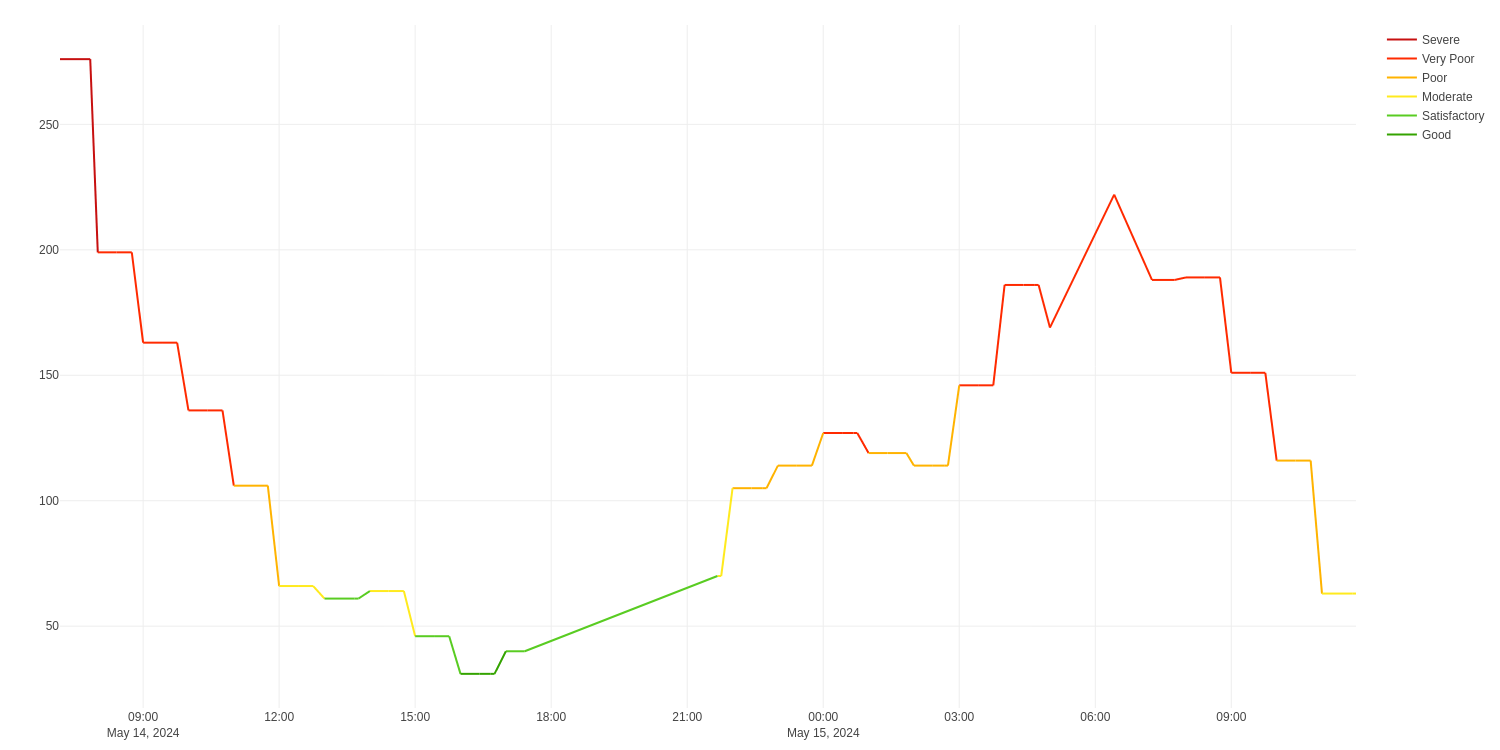 250
200
150
100
50
09:00
May 14, 2024
12:00
15:00
18:00
21:00
00:00
May 15, 2024
03:00
06:00
09:00
Severe
Very Poor
Poor
Moderate
Satisfactory
Good